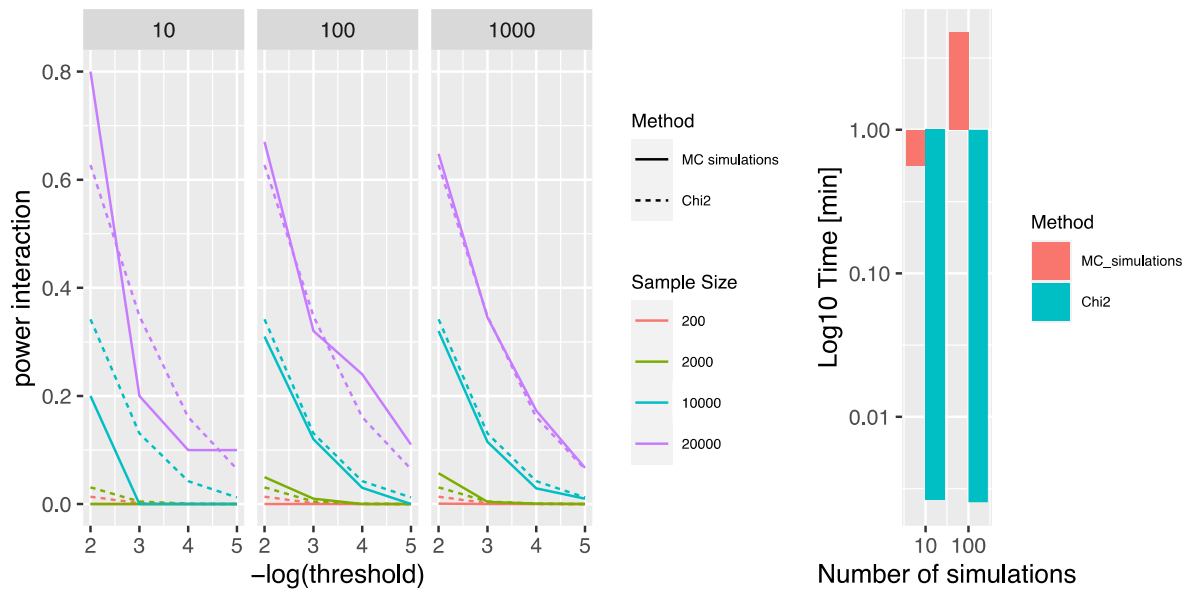 10 100 1000
0.8
0.6
0.4
0.2
0.0
power interaction
2 3 4 5 2 3 4 5 2 3 4 5
−log(threshold)
Method
MC simulations
Chi2
Sample Size
200
2000
10000
20000
1.00
0.10
0.01
Log10 Time [min]
10 100
Number of simulations
Method
MC_simulations
Chi2